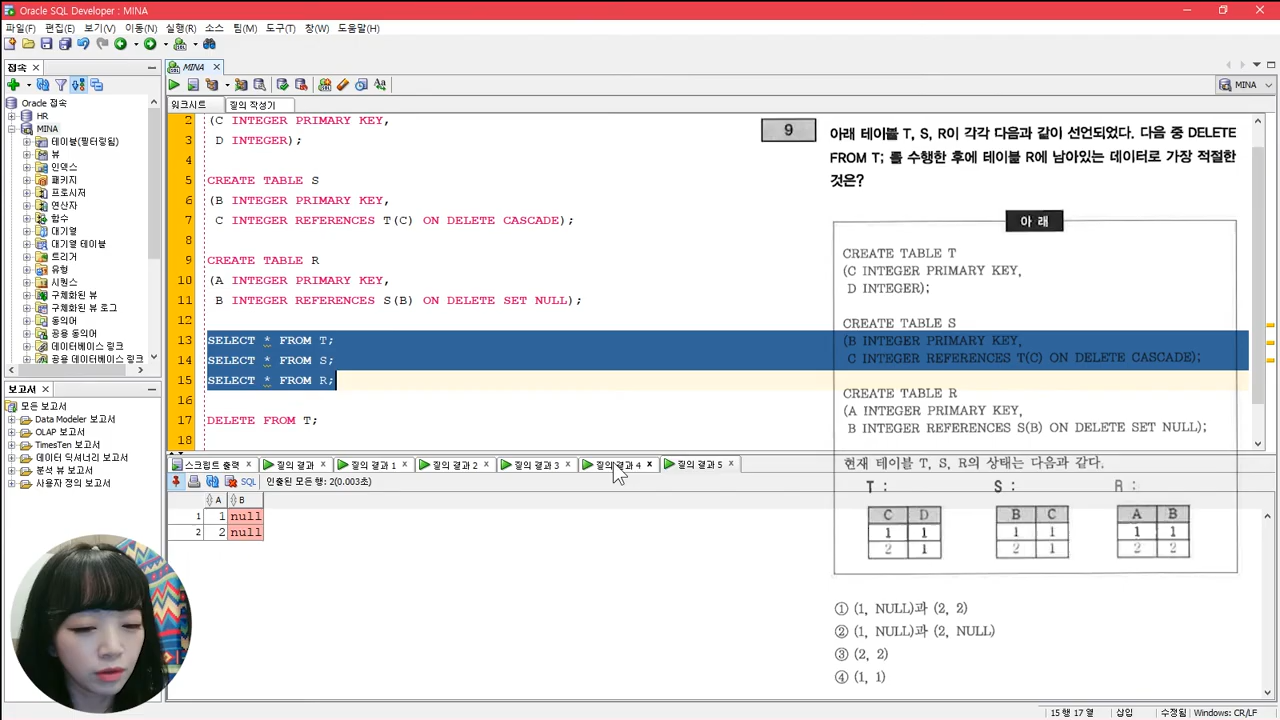 Oracle SQL Developer : MINA
파일(F) 편집(E) 보기(V) 이동(N) 실행(R) 소스 팀(M) 도구(T) 창(W) 도움말(H)
접속
Oracle 접속
HR
MINA
테이블(필터링됨)
뷰
인덱스
패키지
프로시저
연산자
함수
대기열
대기열 테이블
트리거
유형
시퀀스
구체화된 뷰
구체화된 뷰 로그
동의어
공용 동의어
데이터베이스 링크
공용 데이터베이스 링크
보고서
모든 보고서
Data Modeler 보고서
OLAP 보고서
TimesTen 보고서
데이터 딕셔너리 보고서
분석 뷰 보고서
사용자 정의 보고서
MINA
MINA
워크시트 질의 작성기
2 (C INTEGER PRIMARY KEY,
3 D INTEGER);
4
5 CREATE TABLE S
6 (B INTEGER PRIMARY KEY,
7 C INTEGER REFERENCES T(C) ON DELETE CASCADE);
8
9 CREATE TABLE R
10 (A INTEGER PRIMARY KEY,
11 B INTEGER REFERENCES S(B) ON DELETE SET NULL);
12
13 SELECT * FROM T;
14 SELECT * FROM S;
15 SELECT * FROM R;
16
17 DELETE FROM T;
18
스크립트 출력 질의 결과 질의 결과 1 질의 결과 2 질의 결과 3 질의 결과 4 질의 결과 5
SQL 인출된 모든 행: 2(0.003초)
A B
1 1 null
2 2 null
9
아래 테이블 T, S, R이 각각 다음과 같이 선언되었다. 다음 중 DELETE
FROM T; 를 수행한 후에 테이블 R에 남아있는 데이터로 가장 적절한
것은?
아 래
CREATE TABLE T
(C INTEGER PRIMARY KEY,
D INTEGER);
CREATE TABLE S
(B INTEGER PRIMARY KEY,
C INTEGER REFERENCES T(C) ON DELETE CASCADE);
CREATE TABLE R
(A INTEGER PRIMARY KEY,
B INTEGER REFERENCES S(B) ON DELETE SET NULL);
현재 테이블 T, S, R의 상태는 다음과 같다.
T : S : R :
C D B C A B
1 1 1 1 1 1
2 1 2 1 2 2
① (1, NULL)과 (2, 2)
② (1, NULL)과 (2, NULL)
③ (2, 2)
④ (1, 1)
15 행 17 열 삽입 수정됨 Windows: CR/LF